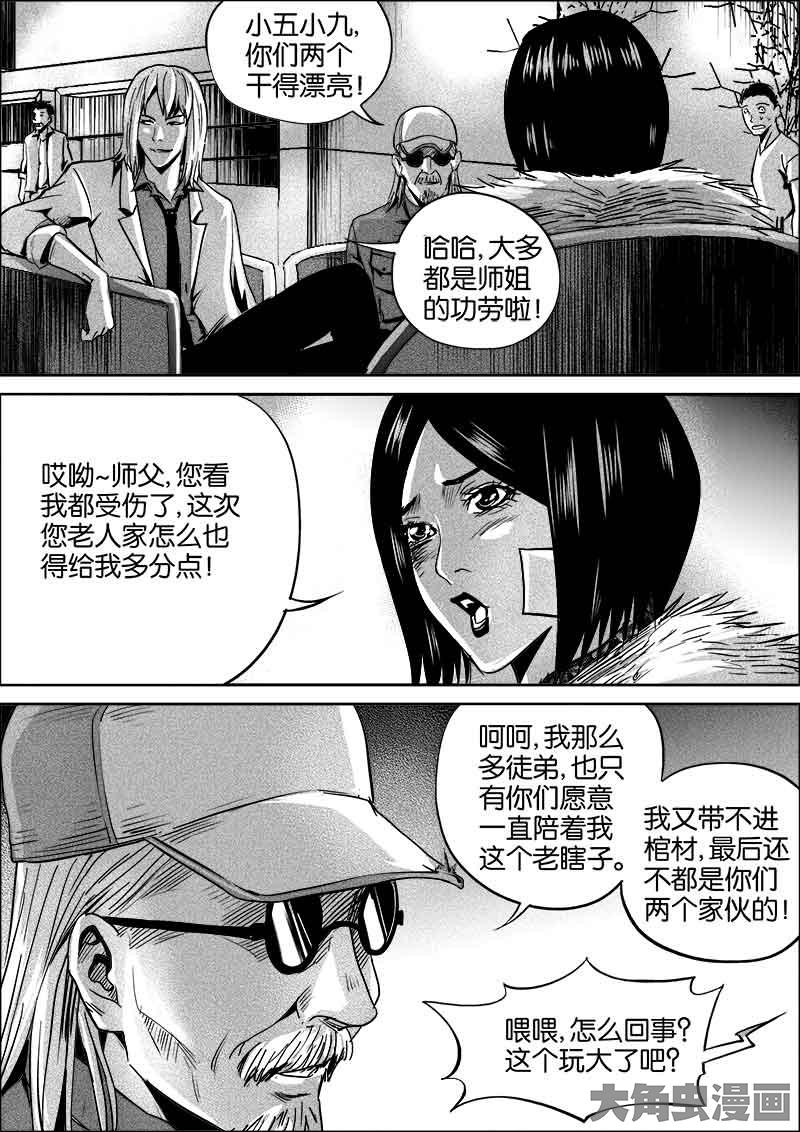 小五小九,
你们两个
干得漂亮!
哈哈,大多
都是师姐
的功劳啦!
哎呦~师父,您看
我都受伤了,这次
您老人家怎么也
得给我多分点!
呵呵,我那么
多徒弟,也只
有你们愿意
一直陪着我
这个老瞎子。
我又带不进
棺材,最后还
不都是你们
两个家伙的!
喂喂,怎么回事?
这个玩大了吧?
大角虫漫画